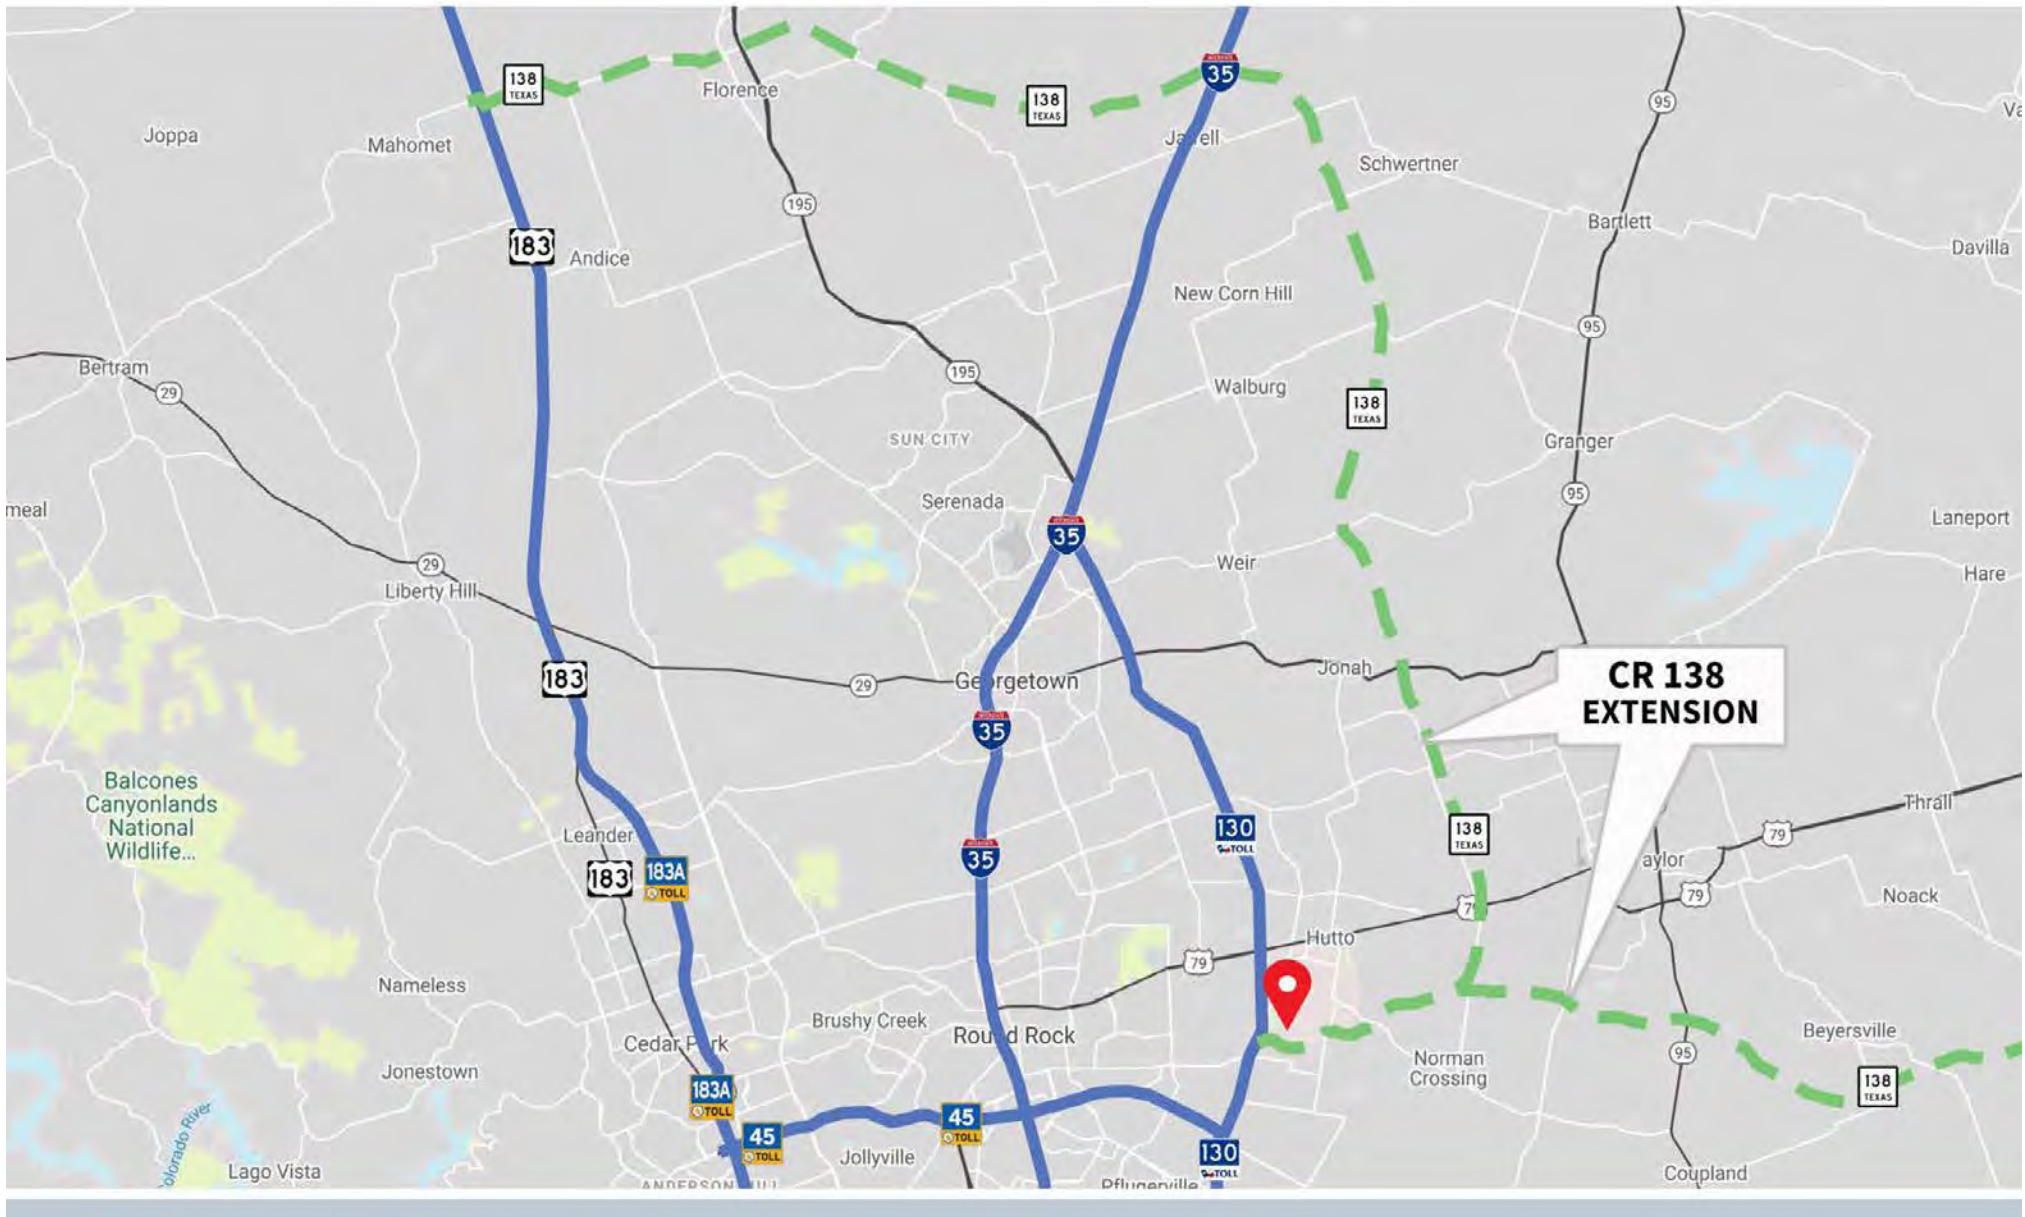 138
TEXAS
Florence
138
TEXAS
35
95
Joppa
Mahomet
Jarrell
Schwertner
195
Bartlett
183
Andice
Davilla
New Corn Hill
95
Bertram
29
195
Walburg
138
TEXAS
SUN CITY
Granger
95
meal
Serenada
35
Laneport
29
Weir
Hare
Liberty Hill
183
29
Georgetown
Jonah
CR 138
EXTENSION
35
Balcones
Canyonlands
National
Wildlife...
Leander
130
TOLL
138
TEXAS
79
Thrall
35
183
183A
TOLL
aylor
79
Noack
79
Hutto
79
Nameless
Brushy Creek
Round Rock
Cedar Park
Beyersville
95
Norman
Crossing
Jonestown
138
TEXAS
183A
TOLL
45
TOLL
45
TOLL
130
TOLL
olorado River
Lago Vista
Jollyville
Coupland
Pflugerville